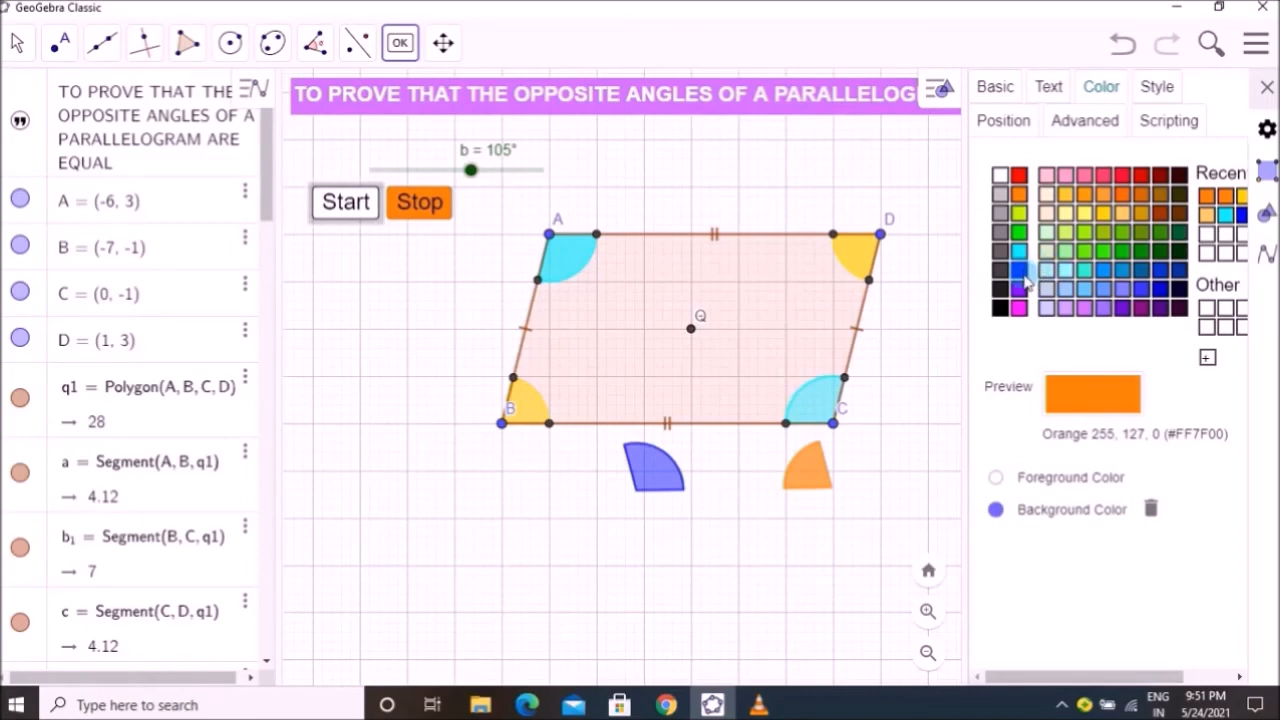 GeoGebra Classic
A
OK
TO PROVE THAT THE
OPPOSITE ANGLES OF A
PARALLELOGRAM ARE
EQUAL
A = (-6, 3)
B = (-7, -1)
C = (0, -1)
D = (1, 3)
q1 = Polygon(A, B, C, D)
→ 28
a = Segment(A, B, q1)
→ 4.12
b₁ = Segment(B, C, q1)
→ 7
c = Segment(C, D, q1)
→ 4.12
TO PROVE THAT THE OPPOSITE ANGLES OF A PARALLELOG
b = 105°
Start
Stop
A
D
Q
B
C
Basic
Text
Color
Style
Position
Advanced
Scripting
Recen
Other
Preview
Orange 255, 127, 0 (#FF7F00)
Foreground Color
Background Color
Type here to search
ENG
IN
9:51 PM
5/24/2021